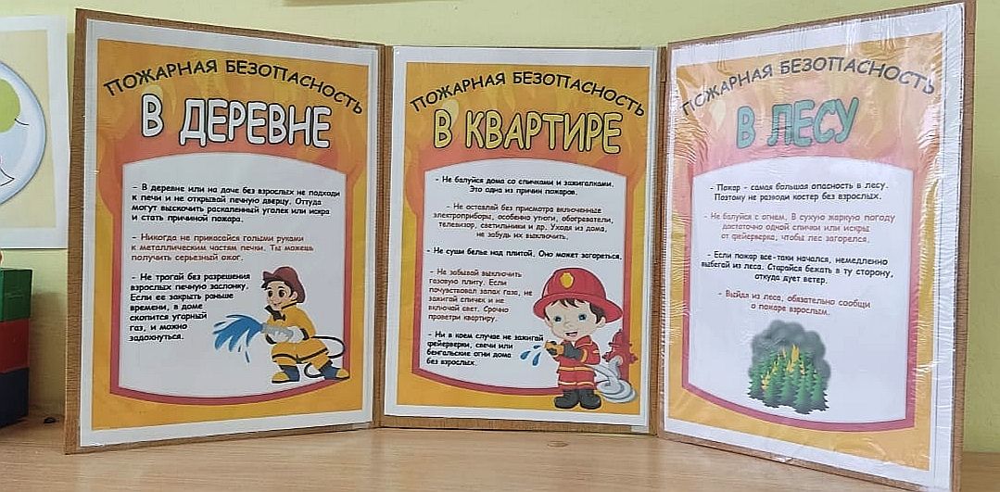 ПОЖАРНАЯ БЕЗОПАСНОСТЬ
В ДЕРЕВНЕ
- В деревне или на даче без взрослых не подходи
к печи и не открывай печную дверцу. Оттуда
могут выскочить раскаленный уголек или искра
и стать причиной пожара.
- Никогда не прикасайся голыми руками
к металлическим частям печки. Ты можешь
получить серьезный ожог.
- Не трогай без разрешения
взрослых печную заслонку.
Если ее закрыть раньше
времени, в доме
скопится угарный
газ, и можно
задохнуться.
ПОЖАРНАЯ БЕЗОПАСНОСТЬ
В КВАРТИРЕ
- Не балуйся дома со спичками и зажигалками.
Это одна из причин пожаров.
- Не оставляй без присмотра включенные
электроприборы, особенно утюги, обогреватели,
телевизор, светильники и др. Уходя из дома,
не забудь их выключить.
- Не суши белье над плитой. Оно может загореться.
- Не забывай выключить
газовую плиту. Если
почувствовал запах газа, не
зажигай спичек и не
включай свет. Срочно
проветри квартиру.
- Ни в коем случае не зажигай
фейерверки, свечи или
бенгальские огни дома
без взрослых.
ПОЖАРНАЯ БЕЗОПАСНОСТЬ
В ЛЕСУ
- Пожар - самая большая опасность в лесу.
Поэтому не разводи костер без взрослых.
- Не балуйся с огнем. В сухую жаркую погоду
достаточно одной спички или искры
от фейерверка, чтобы лес загорелся.
- Если пожар все-таки начался, немедленно
выбегай из леса. Старайся бежать в ту сторону,
откуда дует ветер.
- Выйдя из леса, обязательно сообщи
о пожаре взрослым.